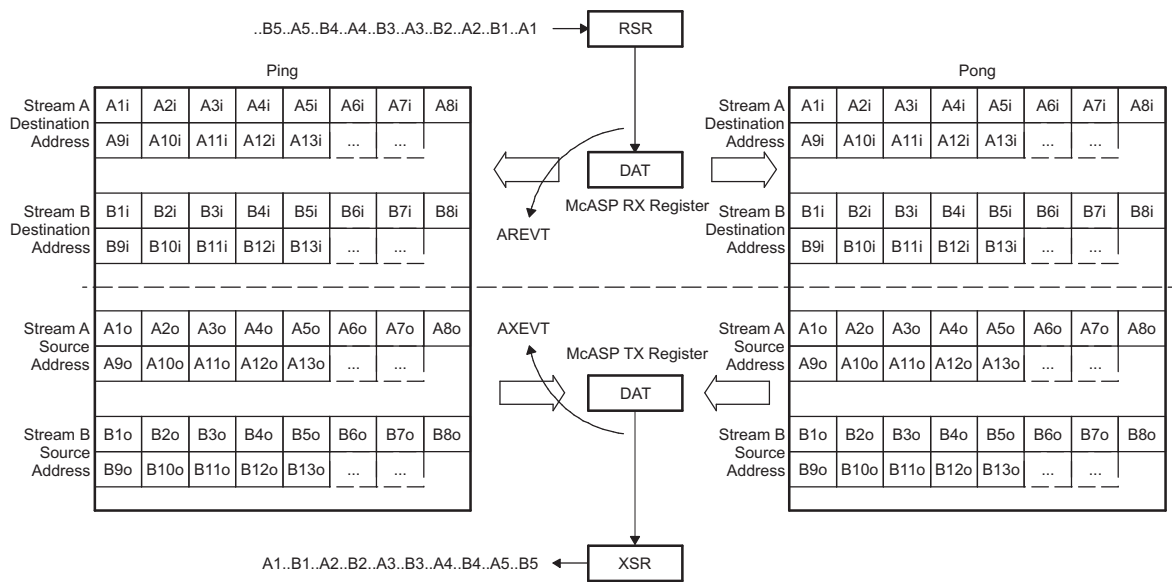 ..B5..A5..B4..A4..B3..A3..B2..A2..B1..A1 RSR
Ping Pong
Stream A Destination Address
A1i A2i A3i A4i A5i A6i A7i A8i
A9i A10i A11i A12i A13i ... ...
Stream B Destination Address
B1i B2i B3i B4i B5i B6i B7i B8i
B9i B10i B11i B12i B13i ... ...
DAT
McASP RX Register
AREVT
Stream A Destination Address
A1i A2i A3i A4i A5i A6i A7i A8i
A9i A10i A11i A12i A13i ... ...
Stream B Destination Address
B1i B2i B3i B4i B5i B6i B7i B8i
B9i B10i B11i B12i B13i ... ...
Stream A Source Address
A1o A2o A3o A4o A5o A6o A7o A8o
A9o A10o A11o A12o A13o ... ...
Stream B Source Address
B1o B2o B3o B4o B5o B6o B7o B8o
B9o B10o B11o B12o B13o ... ...
AXEVT
McASP TX Register
DAT
Stream A Source Address
A1o A2o A3o A4o A5o A6o A7o A8o
A9o A10o A11o A12o A13o ... ...
Stream B Source Address
B1o B2o B3o B4o B5o B6o B7o B8o
B9o B10o B11o B12o B13o ... ...
A1..B1..A2..B2..A3..B3..A4..B4..A5..B5 XSR